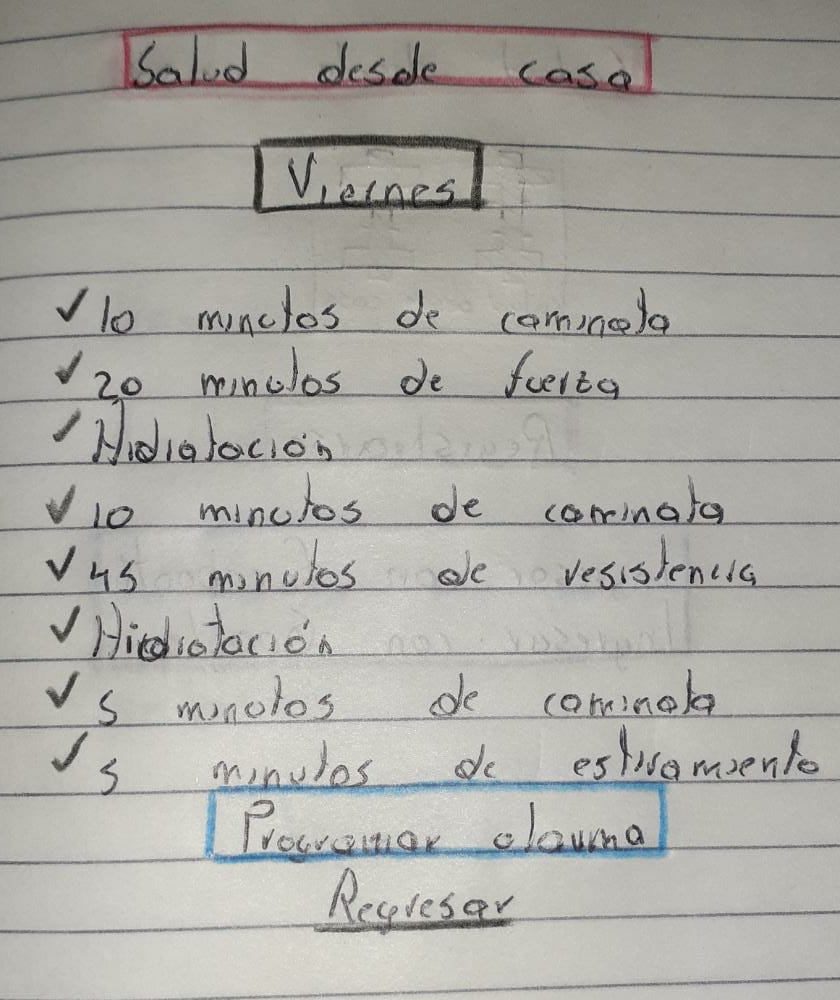 Salud desde casa
Viernes
✓ 10 minutos de caminata
✓ 20 minutos de fuerza
✓ Hidratación
✓ 10 minutos de caminata
✓ 45 minutos de resistencia
✓ Hidratación
✓ 5 minutos de caminata
✓ 5 minutos de estiramiento
Programar alarma
Regresar